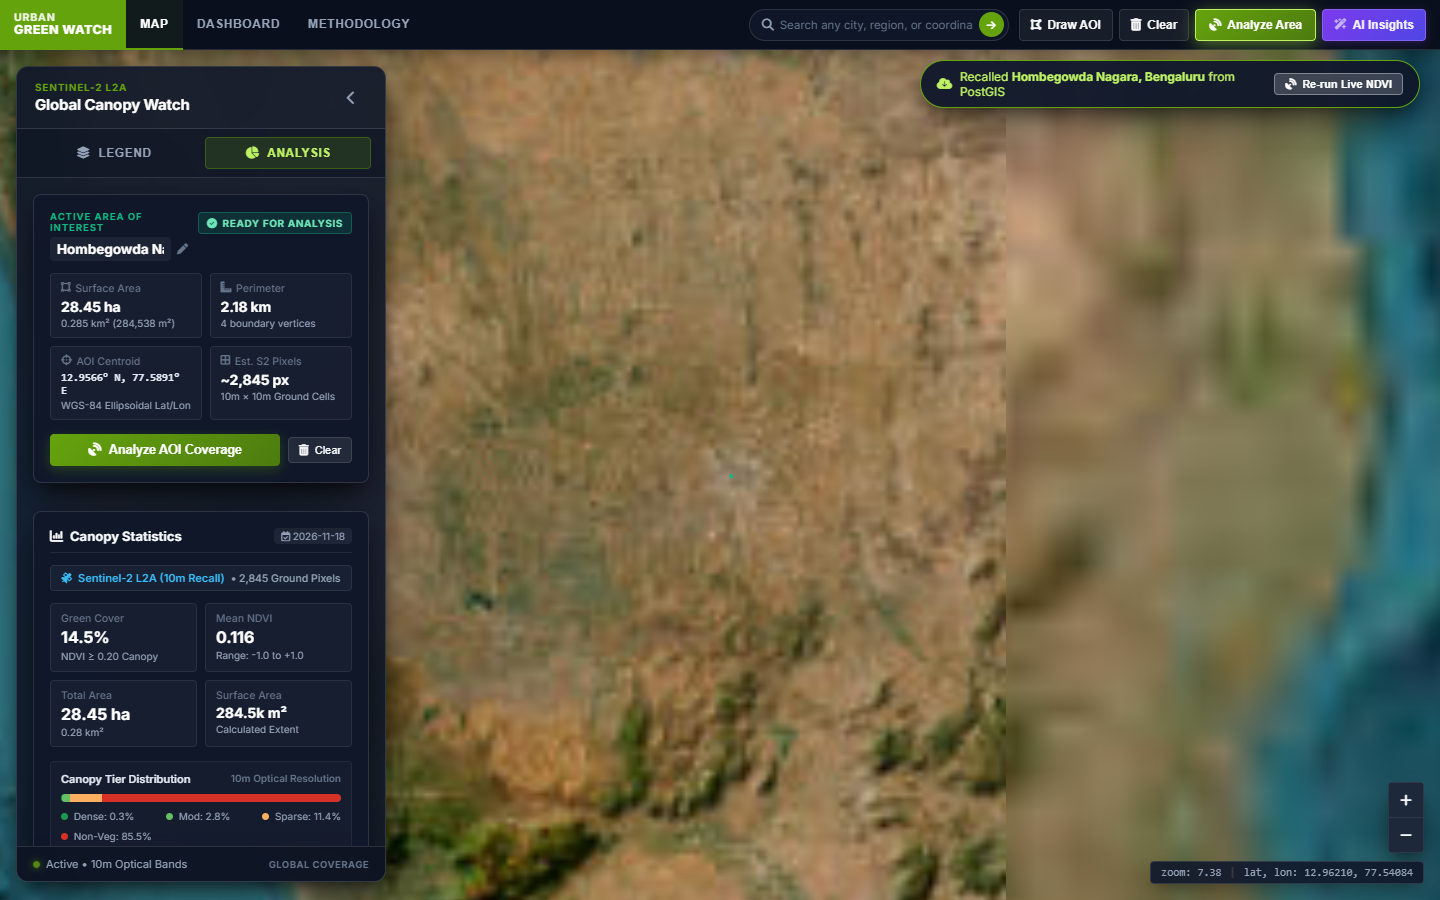 URBAN
GREEN WATCH
MAP
DASHBOARD
METHODOLOGY
Search any city, region, or coordina
Draw AOI
Clear
Analyze Area
AI Insights
SENTINEL-2 L2A
Global Canopy Watch
Recalled Hombegowda Nagara, Bengaluru from
PostGIS
Re-run Live NDVI
LEGEND
ANALYSIS
ACTIVE AREA OF
INTEREST
READY FOR ANALYSIS
Hombegowda Na
Surface Area
28.45 ha
0.285 km² (284,538 m²)
Perimeter
2.18 km
4 boundary vertices
AOI Centroid
12.9566° N, 77.5891°
E
WGS-84 Ellipsoidal Lat/Lon
Est. S2 Pixels
~2,845 px
10m × 10m Ground Cells
Analyze AOI Coverage
Clear
Canopy Statistics
2026-11-18
Sentinel-2 L2A (10m Recall) • 2,845 Ground Pixels
Green Cover
14.5%
NDVI ≥ 0.20 Canopy
Mean NDVI
0.116
Range: -1.0 to +1.0
Total Area
28.45 ha
0.28 km²
Surface Area
284.5k m²
Calculated Extent
Canopy Tier Distribution
10m Optical Resolution
Dense: 0.3%
Mod: 2.8%
Sparse: 11.4%
Non-Veg: 85.5%
Active • 10m Optical Bands
GLOBAL COVERAGE
+
−
zoom: 7.38 | lat, lon: 12.96210, 77.54084